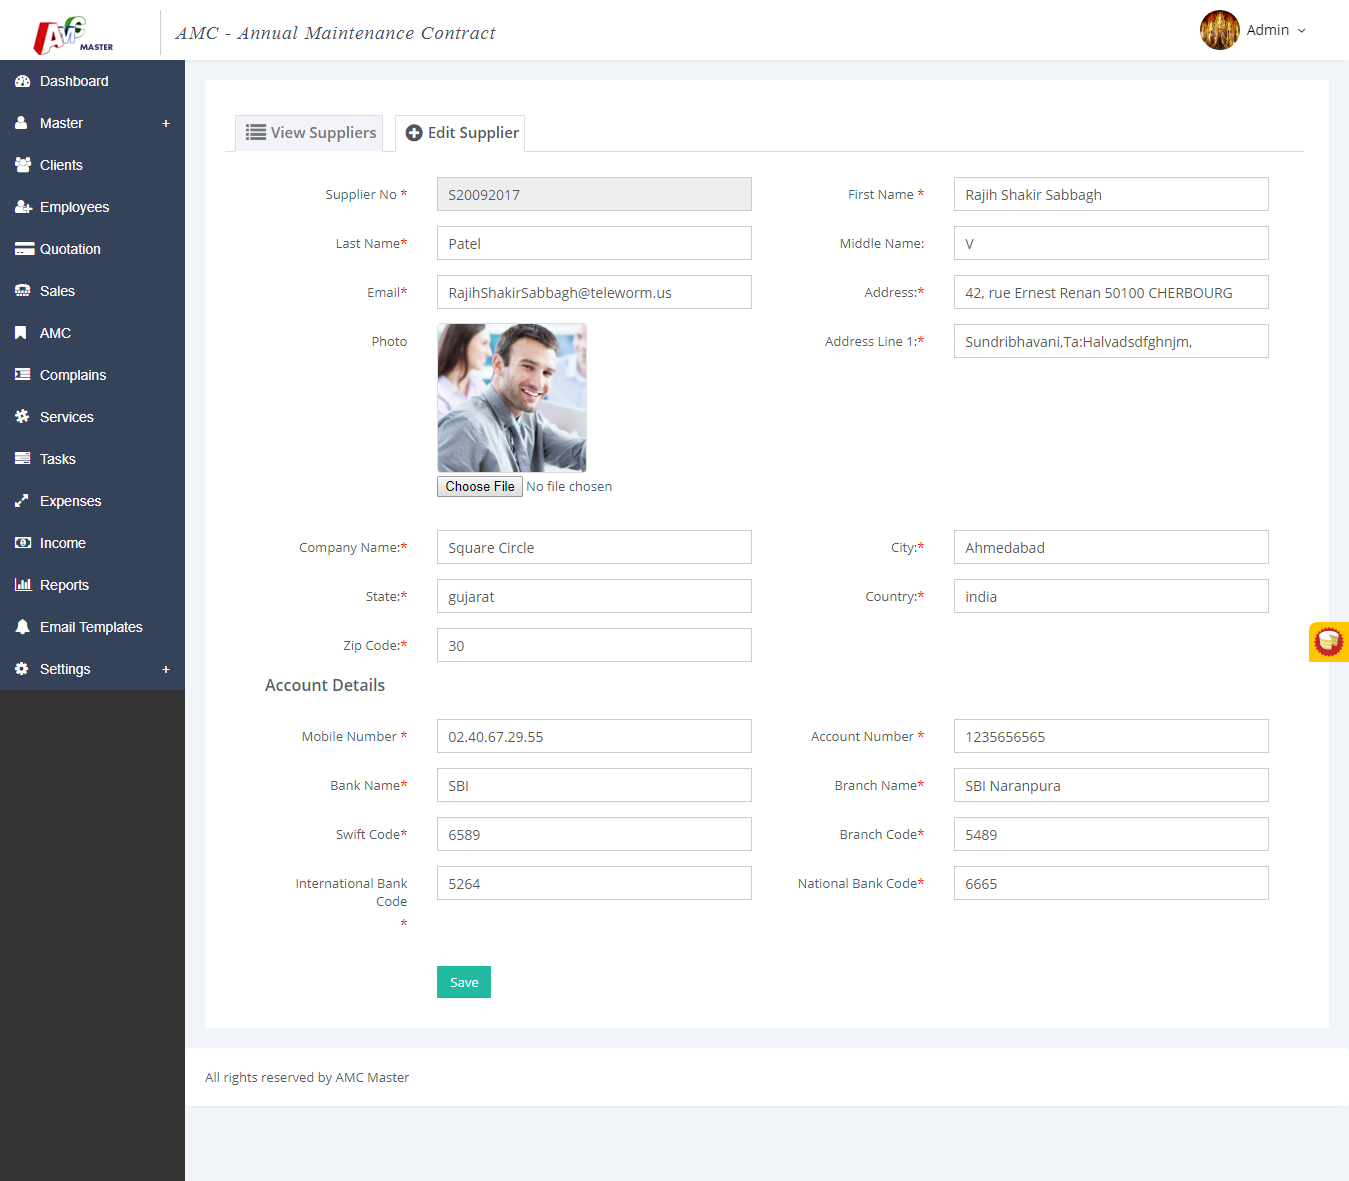 AMC MASTER
AMC - Annual Maintenance Contract
Admin
Dashboard
Master +
Clients
Employees
Quotation
Sales
AMC
Complains
Services
Tasks
Expenses
Income
Reports
Email Templates
Settings +
View Suppliers
Edit Supplier
Supplier No * S20092017
First Name * Rajih Shakir Sabbagh
Last Name* Patel
Middle Name: V
Email* RajihShakirSabbagh@teleworm.us
Address:* 42, rue Ernest Renan 50100 CHERBOURG
Photo
Address Line 1:* Sundribhavani,Ta:Halvadsdfghnjm,
Choose File No file chosen
Company Name:* Square Circle
City:* Ahmedabad
State:* gujarat
Country:* india
Zip Code:* 30
Account Details
Mobile Number * 02.40.67.29.55
Account Number * 1235656565
Bank Name* SBI
Branch Name* SBI Naranpura
Swift Code* 6589
Branch Code* 5489
International Bank
Code
*
5264
National Bank Code* 6665
Save
All rights reserved by AMC Master